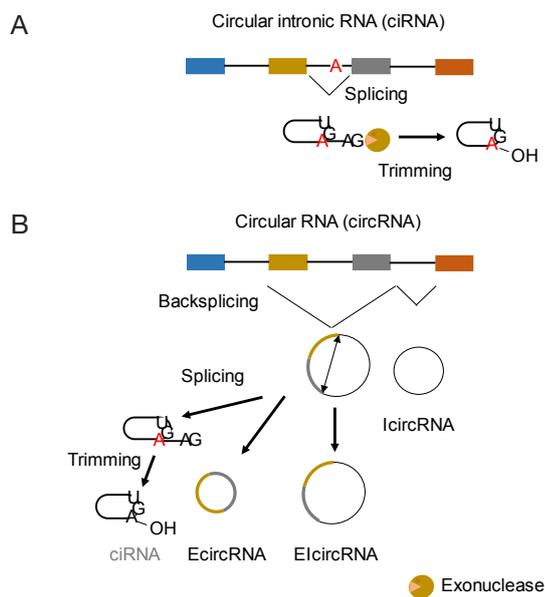 A
Circular intronic RNA (ciRNA)
A
Splicing
U
G
A AG
U
G
A
OH
Trimming
B
Circular RNA (circRNA)
Backsplicing
Splicing
IcircRNA
U
G
A AG
Trimming
U
G
A
OH
ciRNA EcircRNA EIcircRNA
Exonuclease